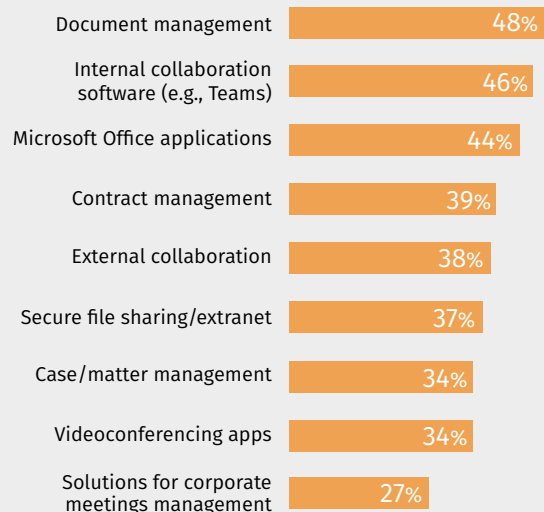 Document management 48%
Internal collaboration
software (e.g., Teams) 46%
Microsoft Office applications 44%
Contract management 39%
External collaboration 38%
Secure file sharing/extranet 37%
Case/matter management 34%
Videoconferencing apps 34%
Solutions for corporate
meetings management 27%